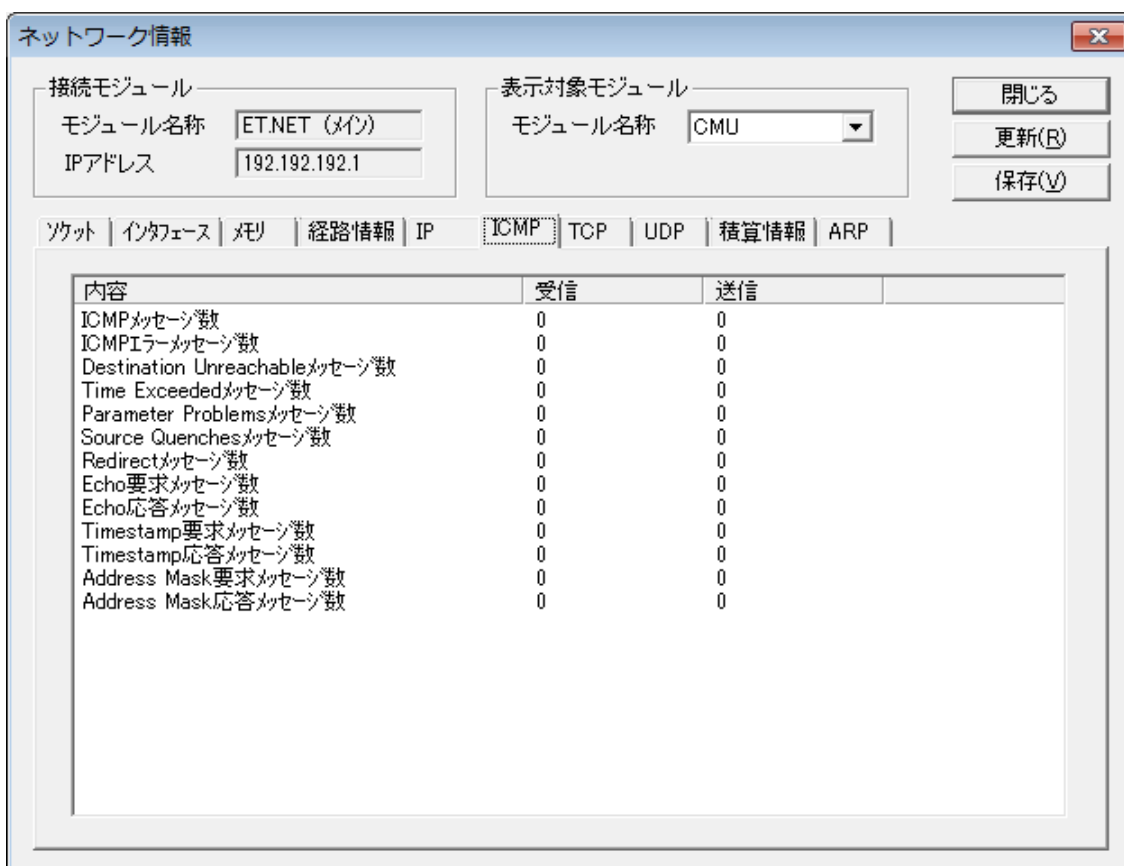 ネットワーク情報
接続モジュール
モジュール名称 ET.NET (メイン)
IPアドレス 192.192.192.1
表示対象モジュール
モジュール名称 CMU
閉じる
更新(R)
保存(V)
ソケット インタフェース メモリ 経路情報 IP ICMP TCP UDP 積算情報 ARP
内容 受信 送信
ICMPメッセージ数 0 0
ICMPエラーメッセージ数 0 0
Destination Unreachableメッセージ数 0 0
Time Exceededメッセージ数 0 0
Parameter Problemsメッセージ数 0 0
Source Quenchesメッセージ数 0 0
Redirectメッセージ数 0 0
Echo要求メッセージ数 0 0
Echo応答メッセージ数 0 0
Timestamp要求メッセージ数 0 0
Timestamp応答メッセージ数 0 0
Address Mask要求メッセージ数 0 0
Address Mask応答メッセージ数 0 0